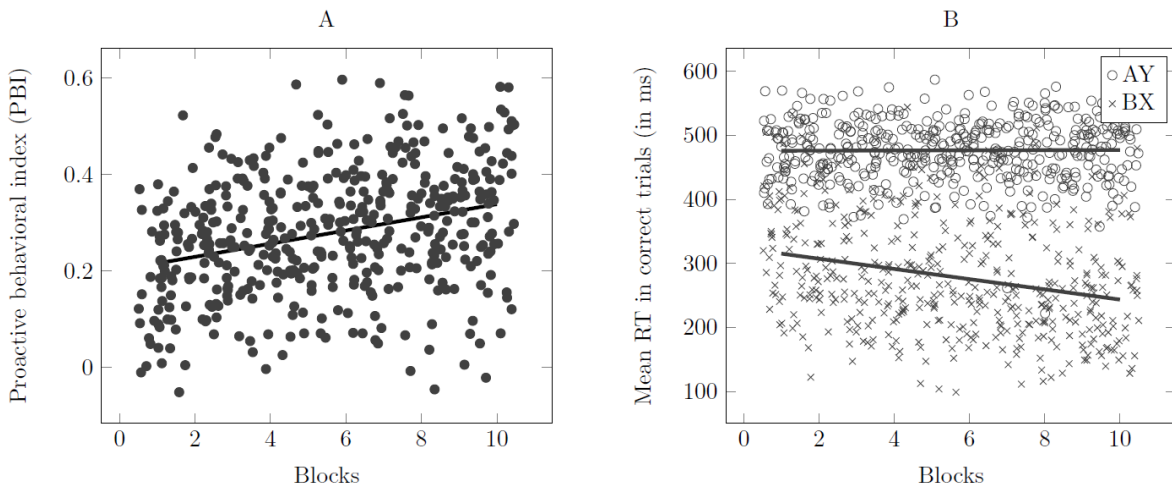 A
Proactive behavioral index (PBI)
0.6
0.4
0.2
0
0 2 4 6 8 10
Blocks
B
Mean RT in correct trials (in ms)
600
500
400
300
200
100
AY
BX
0 2 4 6 8 10
Blocks